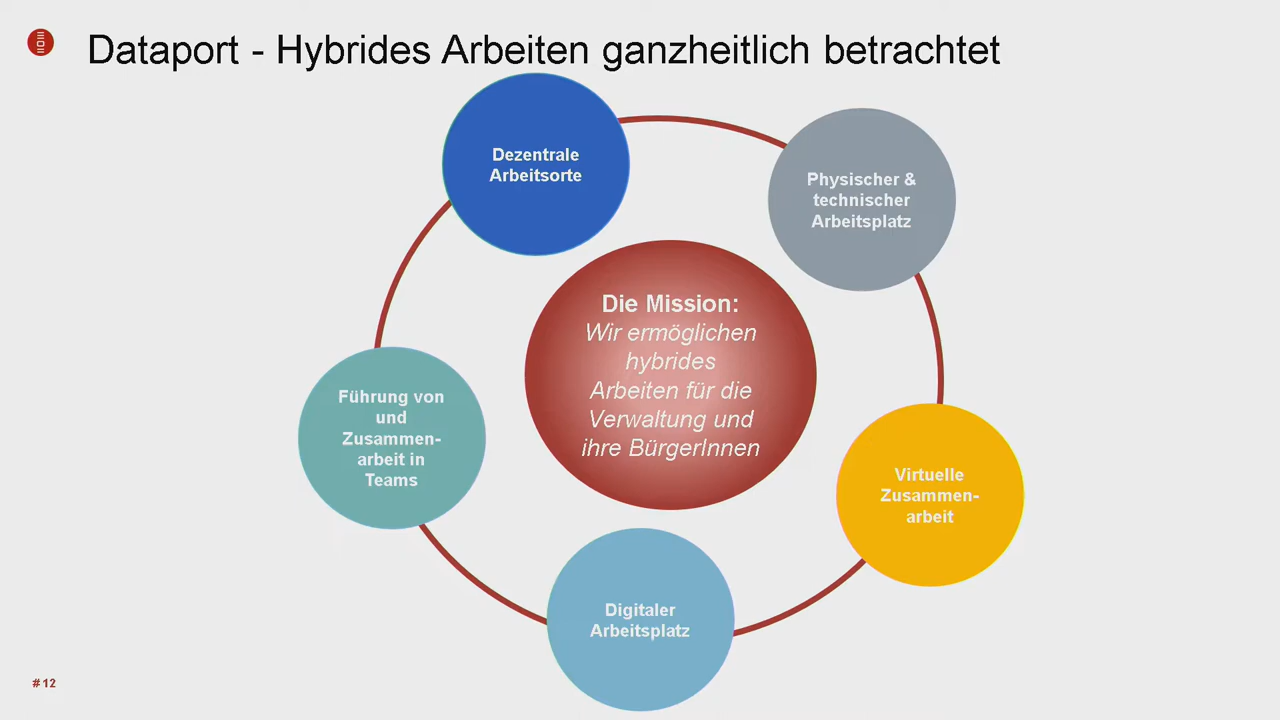 Dataport - Hybrides Arbeiten ganzheitlich betrachtet
Dezentrale
Arbeitsorte
Physischer &
technischer
Arbeitsplatz
Die Mission:
Wir ermöglichen
hybrides
Arbeiten für die
Verwaltung und
ihre BürgerInnen
Führung von
und
Zusammen-
arbeit in
Teams
Virtuelle
Zusammen-
arbeit
Digitaler
Arbeitsplatz
#12